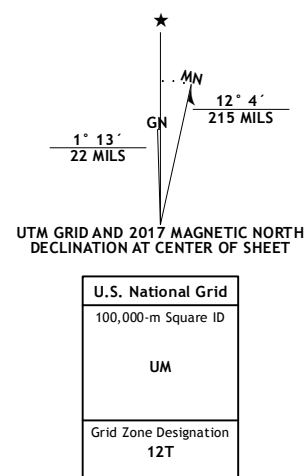 ★
MN
12° 4´
215 MILS
GN
1° 13´
22 MILS
UTM GRID AND 2017 MAGNETIC NORTH
DECLINATION AT CENTER OF SHEET
U.S. National Grid
100,000-m Square ID
UM
Grid Zone Designation
12T